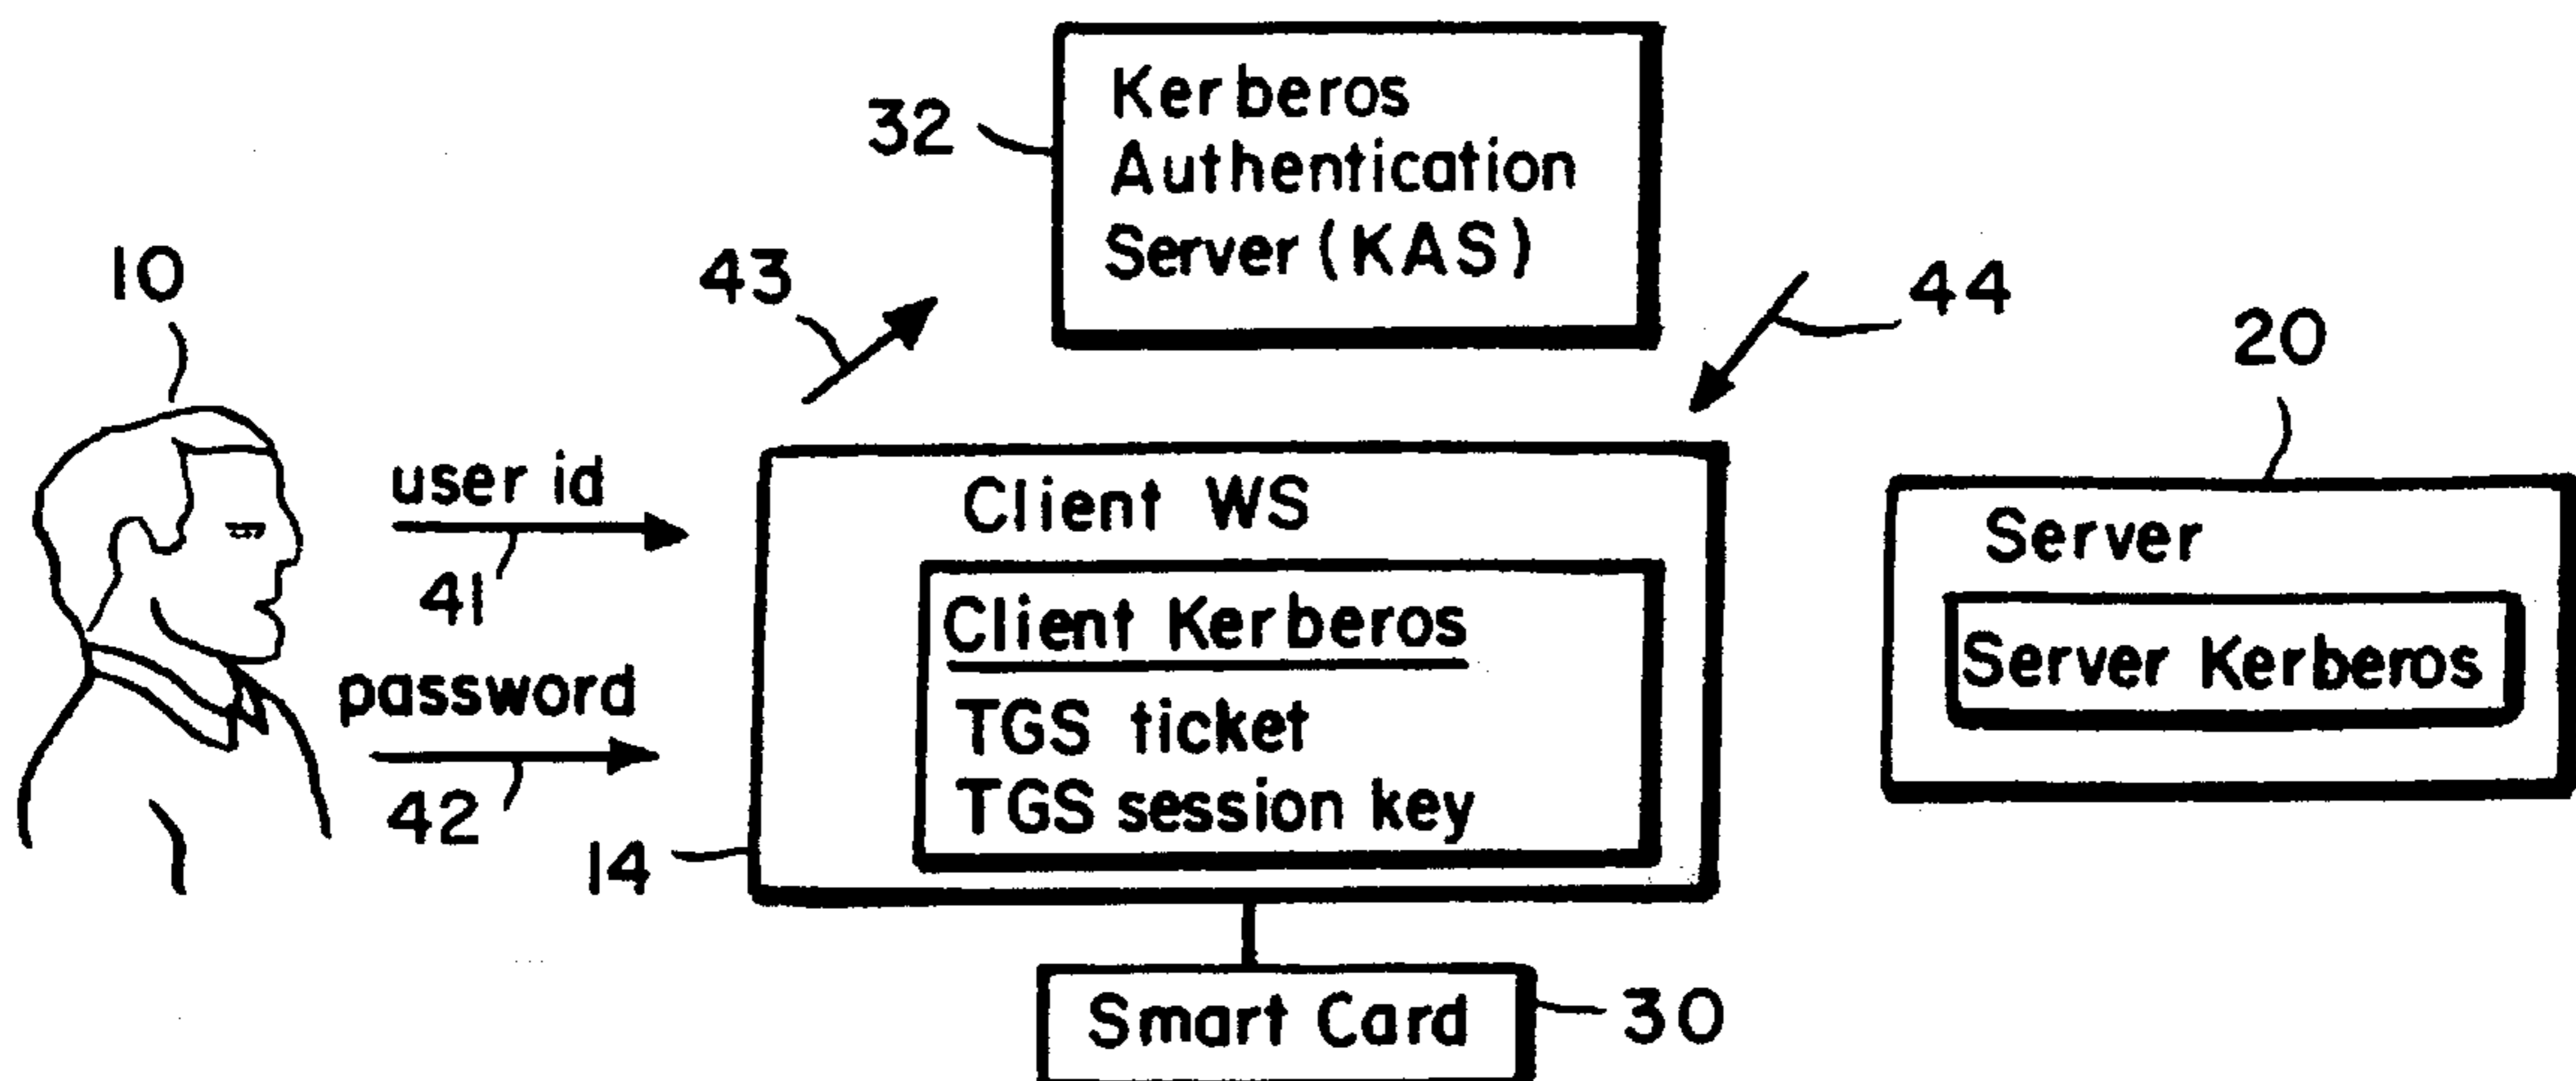 Kerberos
Authentication
Server (KAS)
32
43
44
10
20
user id
41
password
42
14
Client WS
Client Kerberos
TGS ticket
TGS session key
Server
Server Kerberos
Smart Card
30